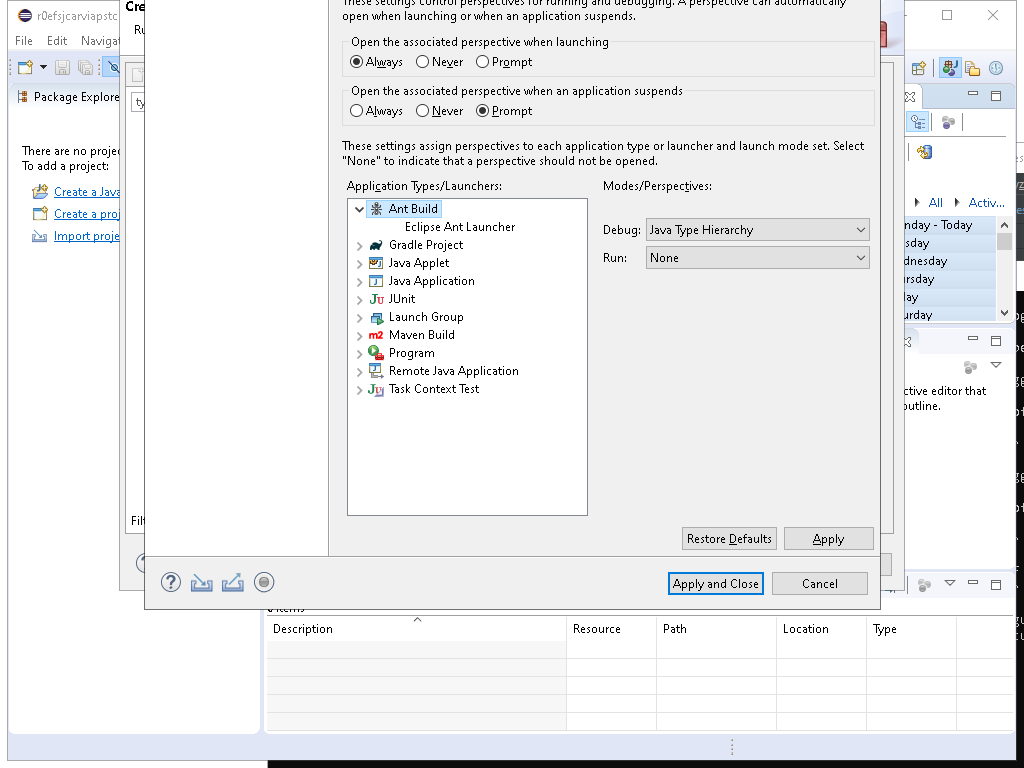 r0efsjcarviapstc
File Edit Navigat
Package Explore
There are no projec
To add a project:
Create a Java
Create a proj
Import proje
Cre
Ru
ty
Filt
These settings control perspectives for running and debugging. A perspective can automatically
open when launching or when an application suspends.
Open the associated perspective when launching
Always Never Prompt
Open the associated perspective when an application suspends
Always Never Prompt
These settings assign perspectives to each application type or launcher and launch mode set. Select
"None" to indicate that a perspective should not be opened.
Application Types/Launchers:
Ant Build
Eclipse Ant Launcher
Gradle Project
Java Applet
Java Application
JUnit
Launch Group
Maven Build
Program
Remote Java Application
Task Context Test
Modes/Perspectives:
Debug: Java Type Hierarchy
Run: None
Restore Defaults Apply
Apply and Close Cancel
All Activ...
nday - Today
sday
dnesday
ursday
ay
urday
ctive editor that
outline.
0 items
Description Resource Path Location Type